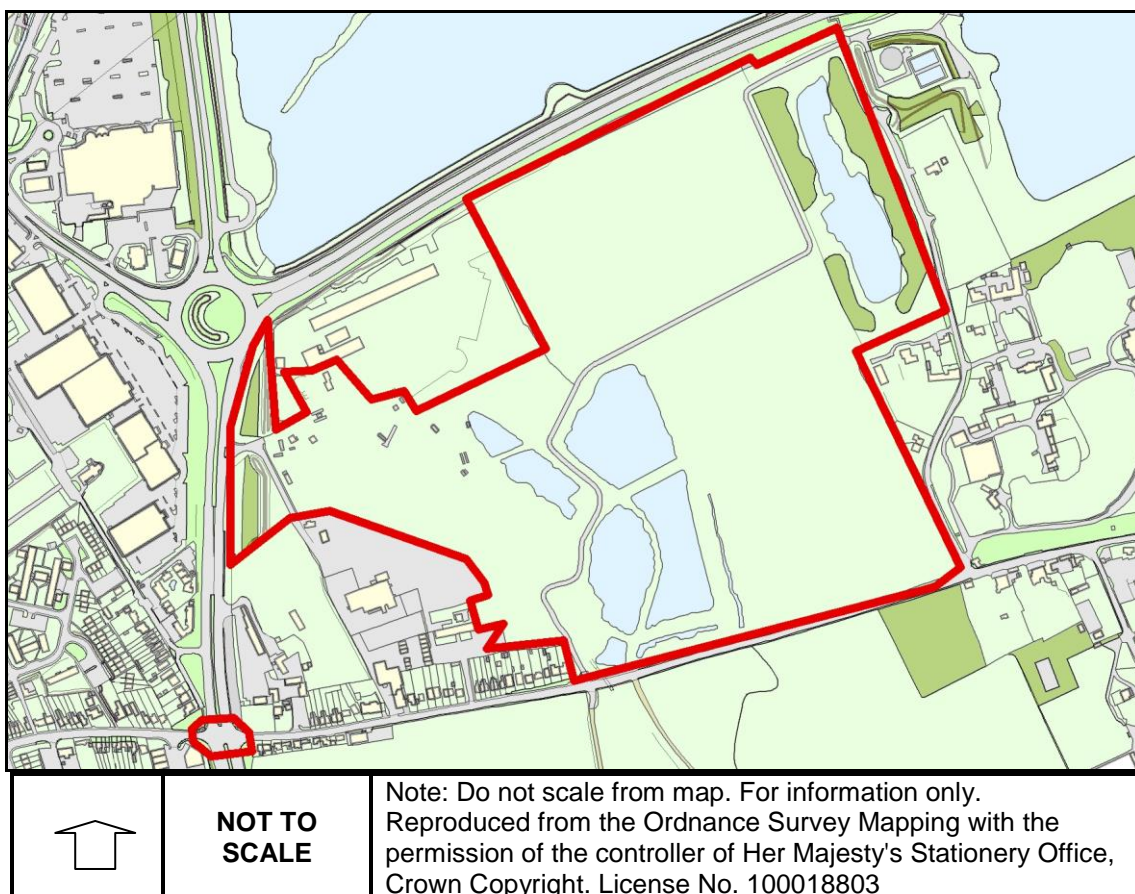 NOT TO
SCALE
Note: Do not scale from map. For information only.
Reproduced from the Ordnance Survey Mapping with the
permission of the controller of Her Majesty's Stationery Office,
Crown Copyright. License No. 100018803